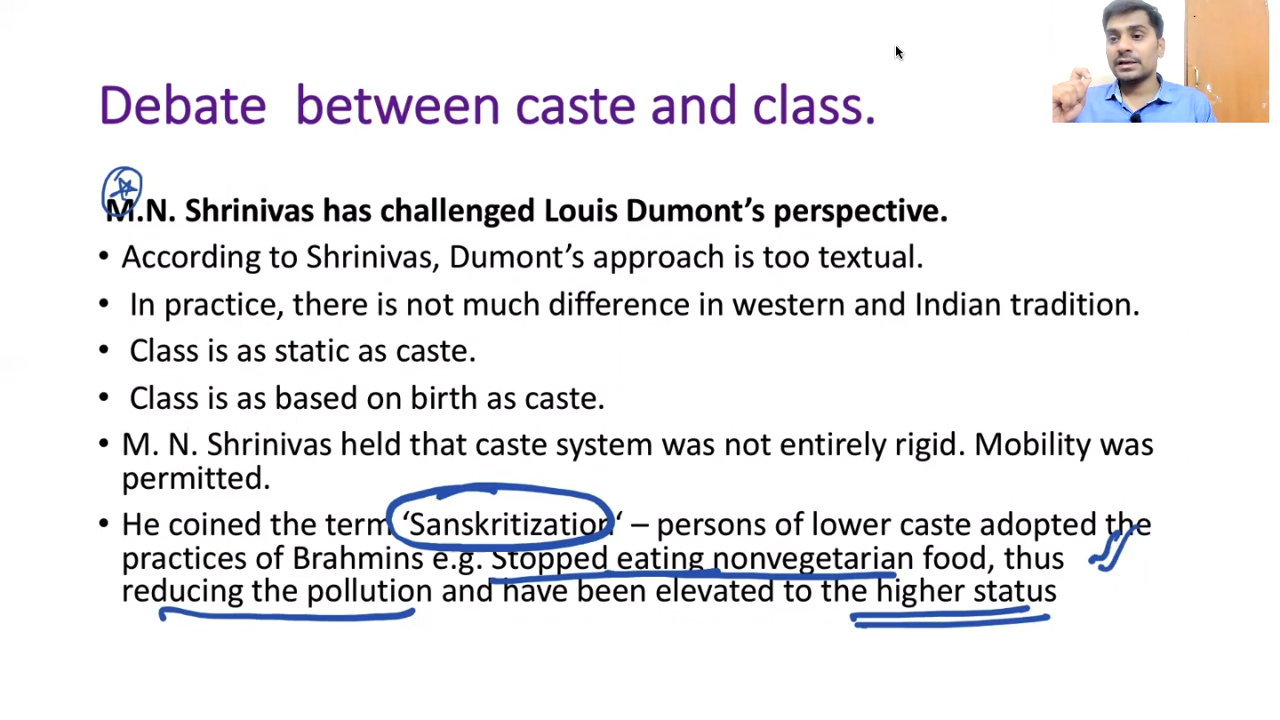 Debate between caste and class.
M.N. Shrinivas has challenged Louis Dumont's perspective.
• According to Shrinivas, Dumont's approach is too textual.
• In practice, there is not much difference in western and Indian tradition.
• Class is as static as caste.
• Class is as based on birth as caste.
• M. N. Shrinivas held that caste system was not entirely rigid. Mobility was
permitted.
• He coined the term 'Sanskritization' – persons of lower caste adopted the
practices of Brahmins e.g. Stopped eating nonvegetarian food, thus
reducing the pollution and have been elevated to the higher status